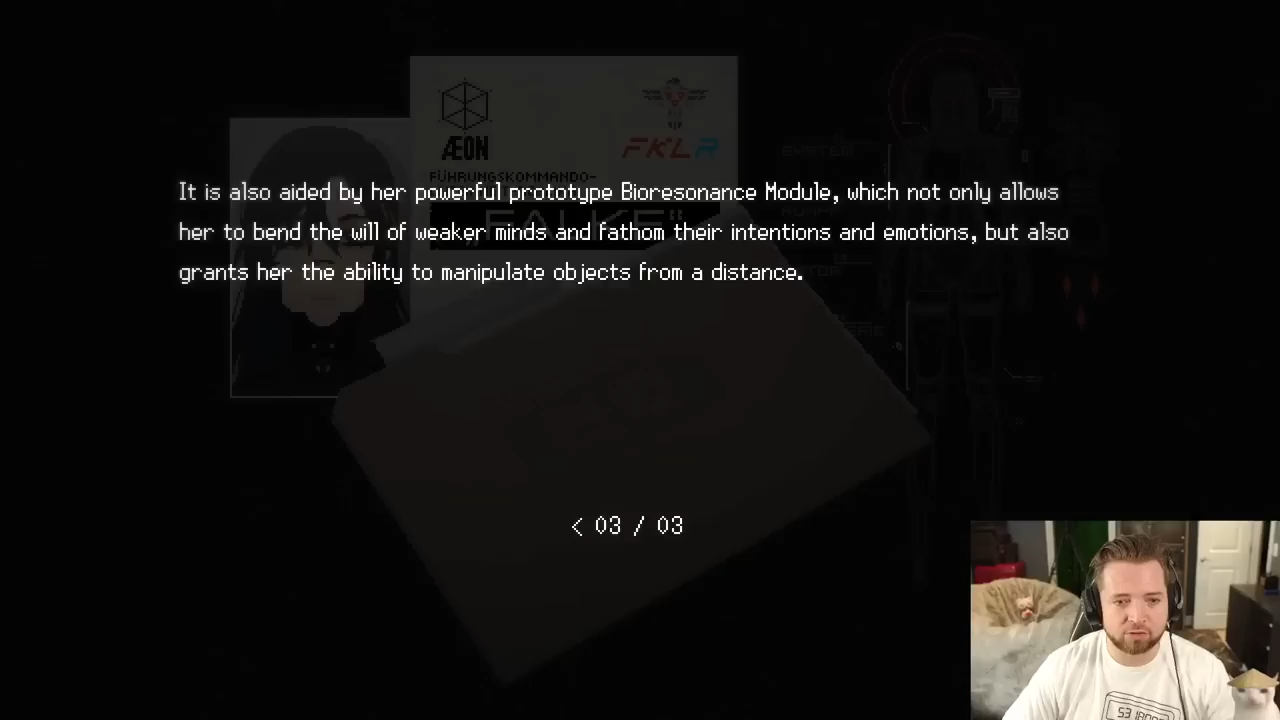 ÆON
FKLR
FÜHRUNGSKOMMANDO-
„FALKE“
It is also aided by her powerful prototype Bioresonance Module, which not only allows
her to bend the will of weaker minds and fathom their intentions and emotions, but also
grants her the ability to manipulate objects from a distance.
< 03 / 03